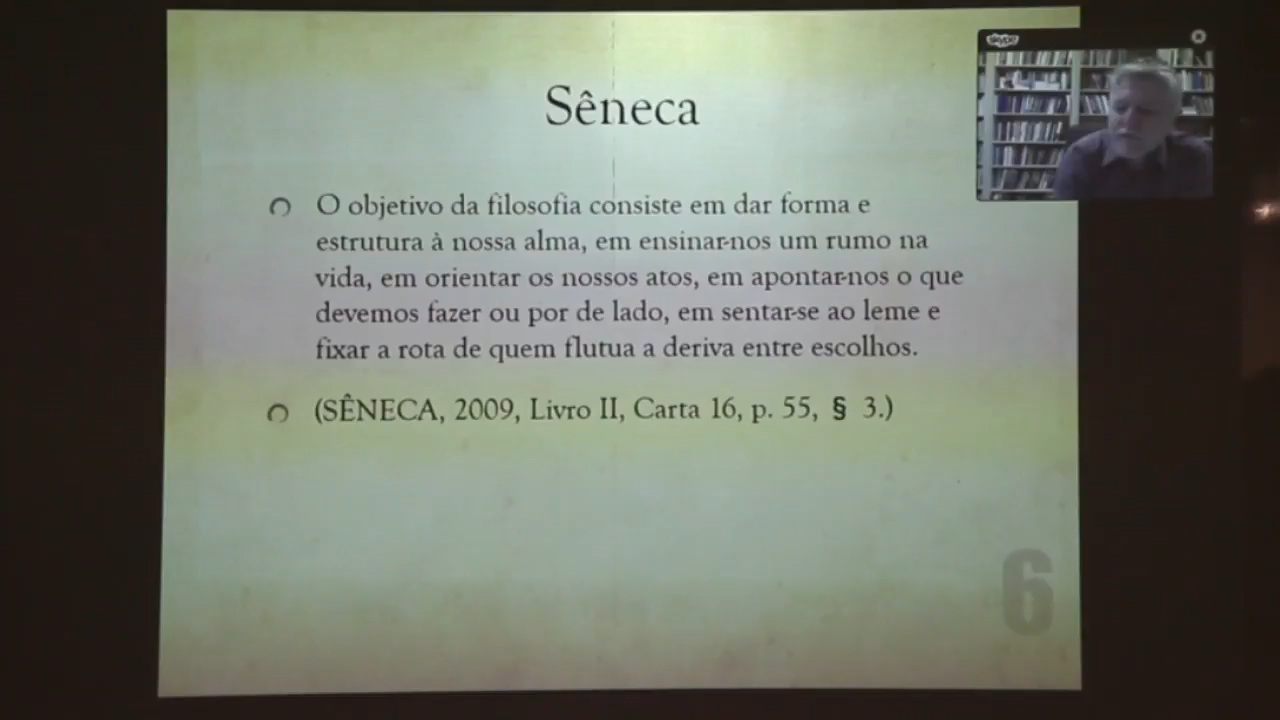 Sêneca
skype
O objetivo da filosofia consiste em dar forma e
estrutura à nossa alma, em ensinar-nos um rumo na
vida, em orientar os nossos atos, em apontar-nos o que
devemos fazer ou por de lado, em sentar-se ao leme e
fixar a rota de quem flutua a deriva entre escolhos.
(SÊNECA, 2009, Livro II, Carta 16, p. 55, § 3.)
6